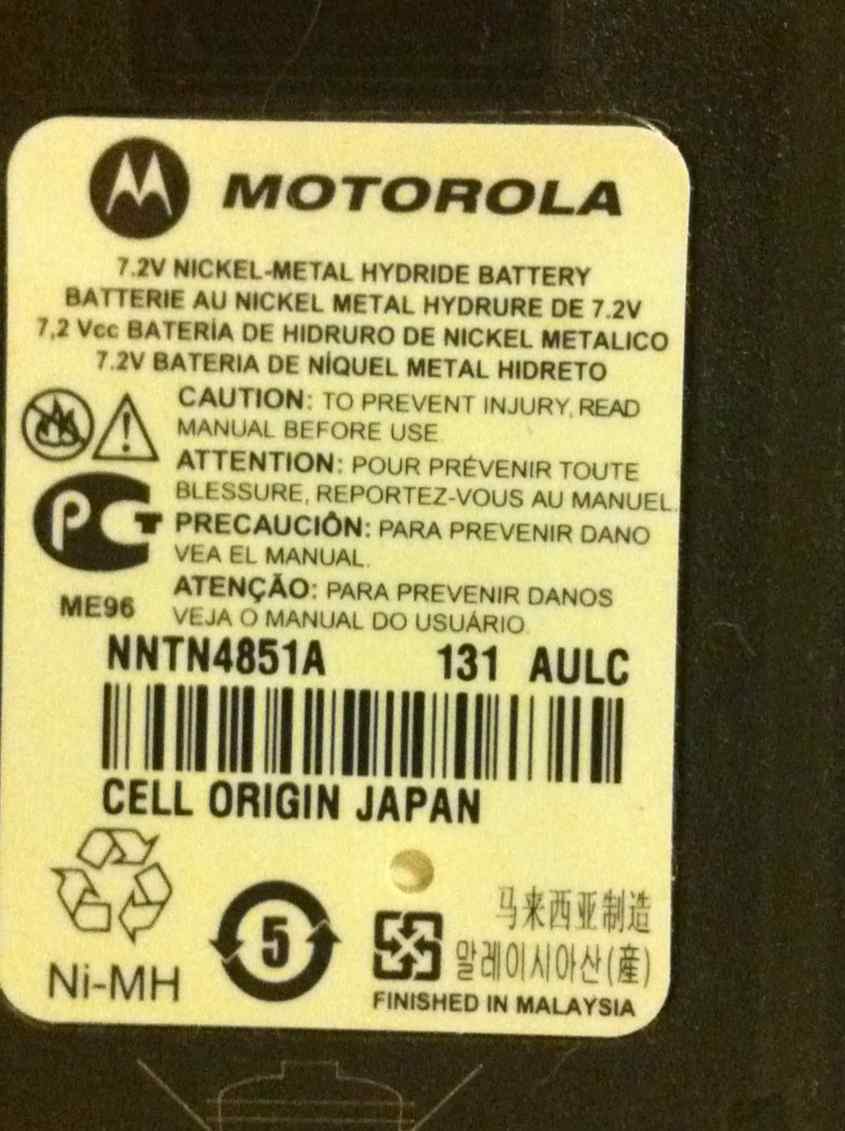 MOTOROLA
7.2V NICKEL-METAL HYDRIDE BATTERY
BATTERIE AU NICKEL METAL HYDRURE DE 7.2V
7,2 Vcc BATERÍA DE HIDRURO DE NICKEL METALICO
7.2V BATERIA DE NÍQUEL METAL HIDRETO
CAUTION: TO PREVENT INJURY, READ
MANUAL BEFORE USE.
ATTENTION: POUR PRÉVENIR TOUTE
BLESSURE, REPORTEZ-VOUS AU MANUEL.
PRECAUCIÔN: PARA PREVENIR DANO
VEA EL MANUAL.
ATENÇÃO: PARA PREVENIR DANOS
VEJA O MANUAL DO USUÁRIO.
PCT
ME96
NNTN4851A 131 AULC
CELL ORIGIN JAPAN
Ni-MH
5
马来西亚制造
말레이시아산(産)
FINISHED IN MALAYSIA